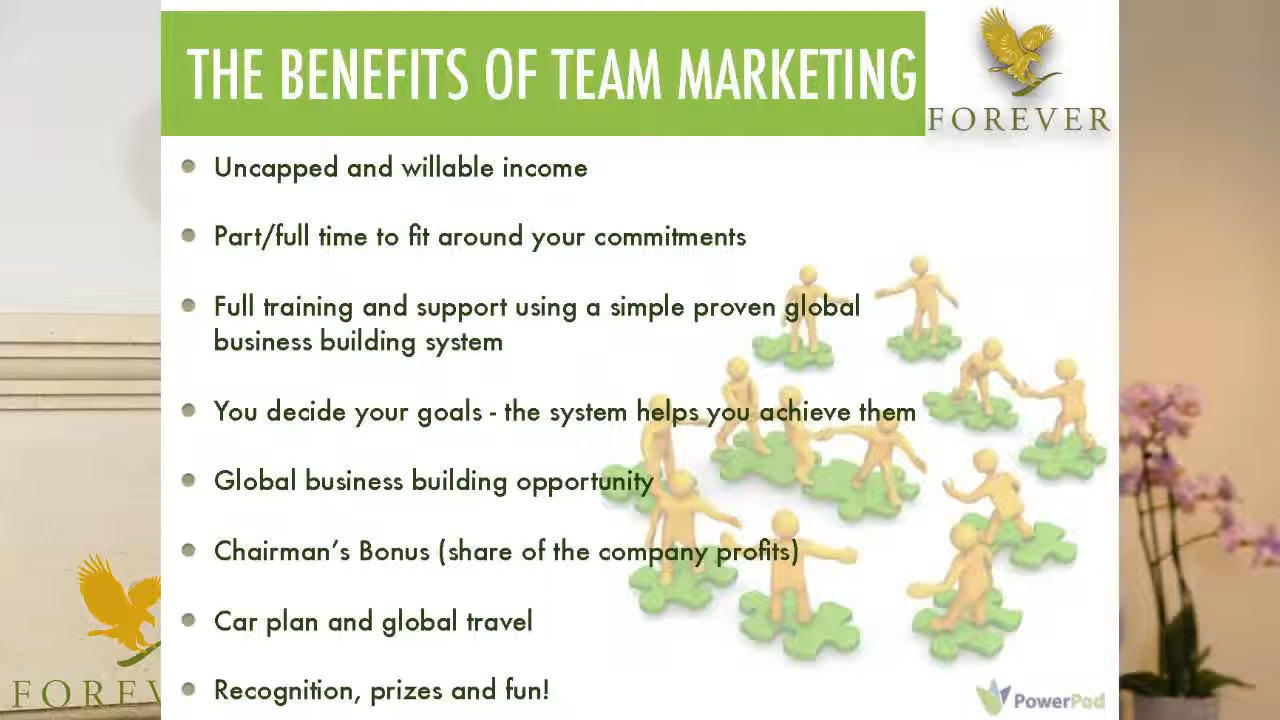 THE BENEFITS OF TEAM MARKETING
FOREVER
Uncapped and willable income
Part/full time to fit around your commitments
Full training and support using a simple proven global
business building system
You decide your goals - the system helps you achieve them
Global business building opportunity
Chairman’s Bonus (share of the company profits)
Car plan and global travel
Recognition, prizes and fun!
FOREV
PowerPod